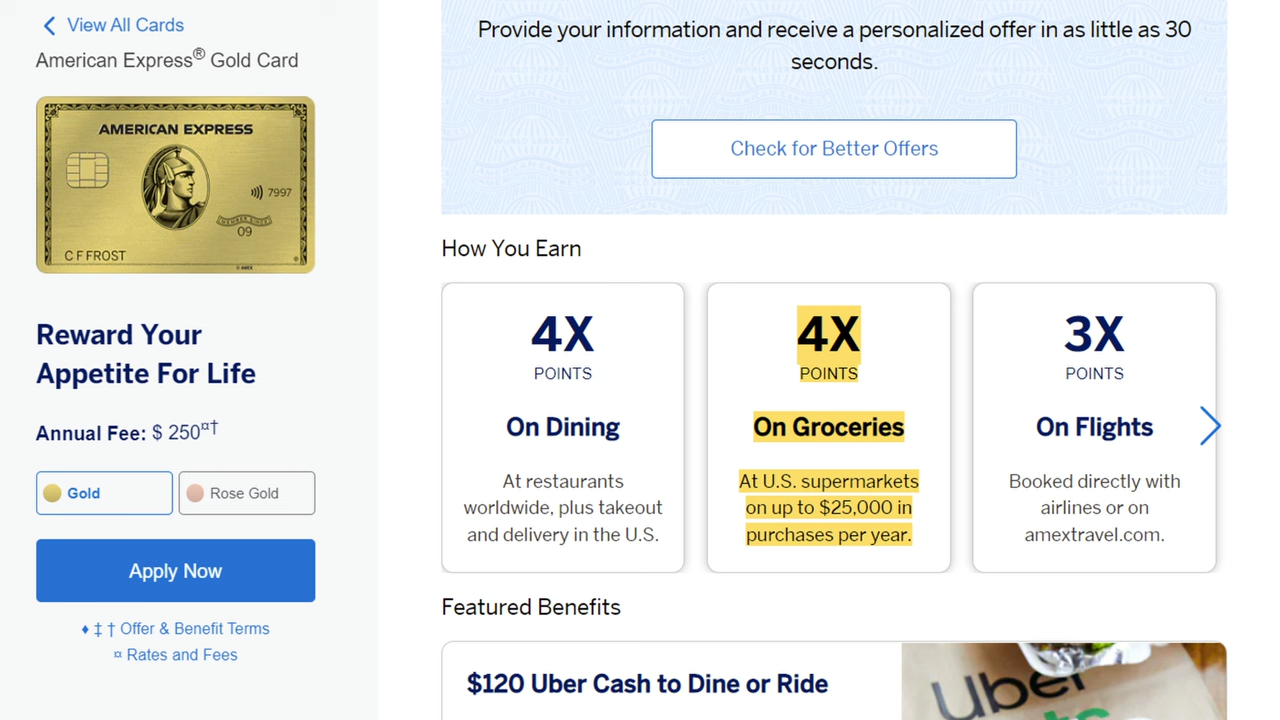 View All Cards
American Express® Gold Card
AMERICAN EXPRESS
7997
MEMBER SINCE
09
C F FROST
© AMEX
Reward Your
Appetite For Life
Annual Fee: $ 250¤†
Gold
Rose Gold
Apply Now
♦ ‡ † Offer & Benefit Terms
¤ Rates and Fees
Provide your information and receive a personalized offer in as little as 30
seconds.
Check for Better Offers
How You Earn
4X
POINTS
On Dining
At restaurants
worldwide, plus takeout
and delivery in the U.S.
4X
POINTS
On Groceries
At U.S. supermarkets
on up to $25,000 in
purchases per year.
3X
POINTS
On Flights
Booked directly with
airlines or on
amextravel.com.
Featured Benefits
$120 Uber Cash to Dine or Ride
Uber